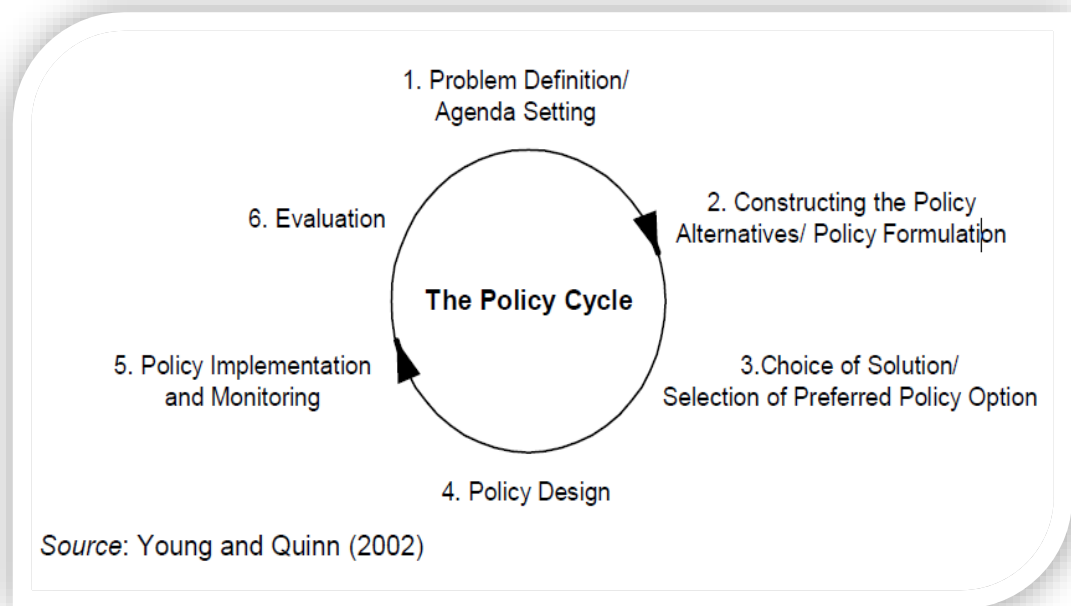 1. Problem Definition/
Agenda Setting
2. Constructing the Policy
Alternatives/ Policy Formulation
3.Choice of Solution/
Selection of Preferred Policy Option
4. Policy Design
5. Policy Implementation
and Monitoring
6. Evaluation
The Policy Cycle
Source: Young and Quinn (2002)